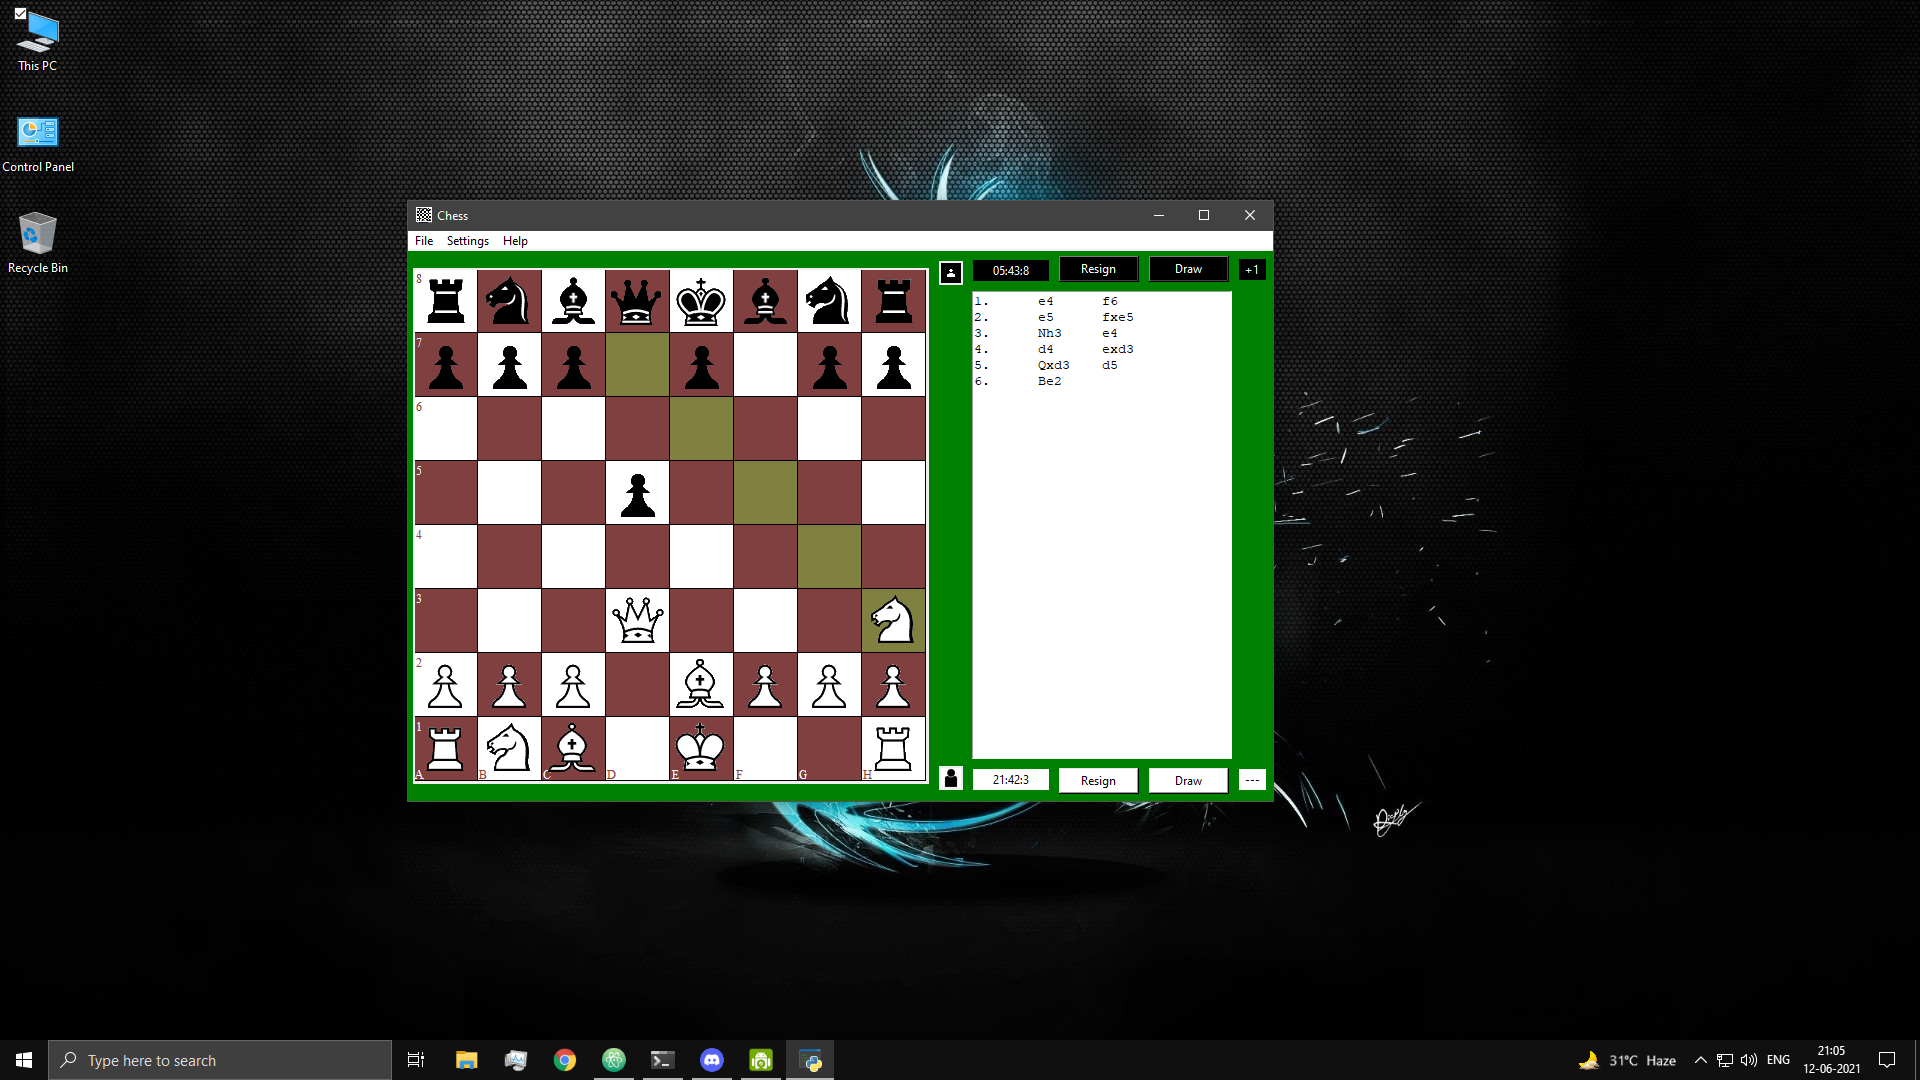 This PC
Control Panel
Recycle Bin
Chess
File Settings Help
05:43:8 Resign Draw +1
1. e4 f6
2. e5 fxe5
3. Nh3 e4
4. d4 exd3
5. Qxd3 d5
6. Be2
8
7
6
5
4
3
2
1
A B C D E F G H
21:42:3 Resign Draw ---
Type here to search
31°C Haze
ENG
21:05
12-06-2021